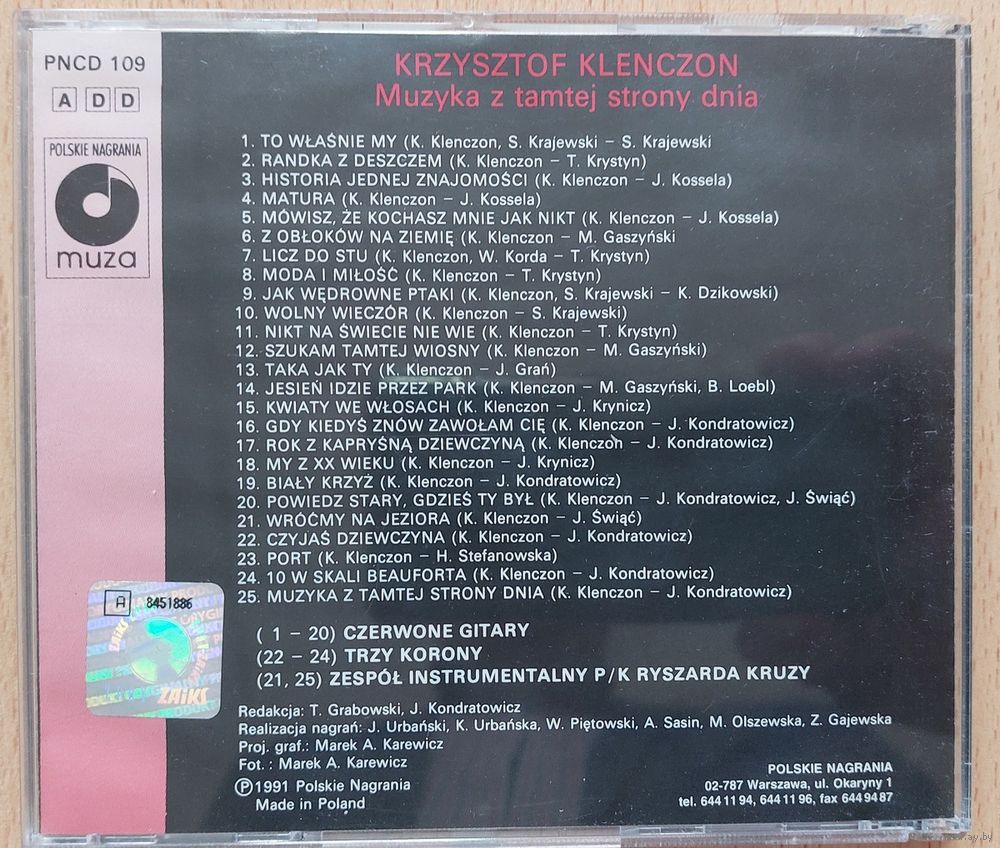 PNCD 109
A D D
POLSKIE NAGRANIA
muza
KRZYSZTOF KLENCZON
Muzyka z tamtej strony dnia
1. TO WŁAŚNIE MY (K. Klenczon, S. Krajewski – S. Krajewski
2. RANDKA Z DESZCZEM (K. Klenczon – T. Krystyn)
3. HISTORIA JEDNEJ ZNAJOMOŚCI (K. Klenczon – J. Kossela)
4. MATURA (K. Klenczon – J. Kossela)
5. MÓWISZ, ŻE KOCHASZ MNIE JAK NIKT (K. Klenczon – J. Kossela)
6. Z OBŁOKÓW NA ZIEMIĘ (K. Klenczon – M. Gaszyński
7. LICZ DO STU (K. Klenczon, W. Korda – T. Krystyn)
8. MODA I MIŁOŚĆ (K. Klenczon – T. Krystyn)
9. JAK WĘDROWNE PTAKI (K. Klenczon, S. Krajewski – K. Dzikowski)
10. WOLNY WIECZÓR (K. Klenczon – S. Krajewski)
11. NIKT NA ŚWIECIE NIE WIE (K. Klenczon – T. Krystyn)
12. SZUKAM TAMTEJ WIOSNY (K. Klenczon – M. Gaszyński)
13. TAKA JAK TY (K. Klenczon – J. Grań)
14. JESIEŃ IDZIE PRZEZ PARK (K. Klenczon – M. Gaszyński, B. Loebl)
15. KWIATY WE WŁOSACH (K. Klenczon – J. Krynicz)
16. GDY KIEDYŚ ZNÓW ZAWOŁAM CIĘ (K. Klenczon – J. Kondratowicz)
17. ROK Z KAPRYŚNĄ DZIEWCZYNĄ (K. Klenczon – J. Kondratowicz)
18. MY Z XX WIEKU (K. Klenczon – J. Krynicz)
19. BIAŁY KRZYŻ (K. Klenczon – J. Kondratowicz)
20. POWIEDZ STARY, GDZIEŚ TY BYŁ (K. Klenczon – J. Kondratowicz, J. Świąć)
21. WRÓĆMY NA JEZIORA (K. Klenczon – J. Świąć)
22. CZYJAŚ DZIEWCZYNA (K. Klenczon – J. Kondratowicz)
23. PORT (K. Klenczon – H. Stefanowska)
24. 10 W SKALI BEAUFORTA (K. Klenczon – J. Kondratowicz)
25. MUZYKA Z TAMTEJ STRONY DNIA (K. Klenczon – J. Kondratowicz)
( 1 – 20) CZERWONE GITARY
(22 – 24) TRZY KORONY
(21, 25) ZESPÓŁ INSTRUMENTALNY P/K RYSZARDA KRUZY
A 8451886
ZAiKS
Redakcja: T. Grabowski, J. Kondratowicz
Realizacja nagrań: J. Urbański, K. Urbańska, W. Piętowski, A. Sasin, M. Olszewska, Z. Gajewska
Proj. graf.: Marek A. Karewicz
Fot. : Marek A. Karewicz
Ⓟ1991 Polskie Nagrania
Made in Poland
POLSKIE NAGRANIA
02-787 Warszawa, ul. Okaryny 1
tel. 644 11 94, 644 11 96, fax 644 94 87